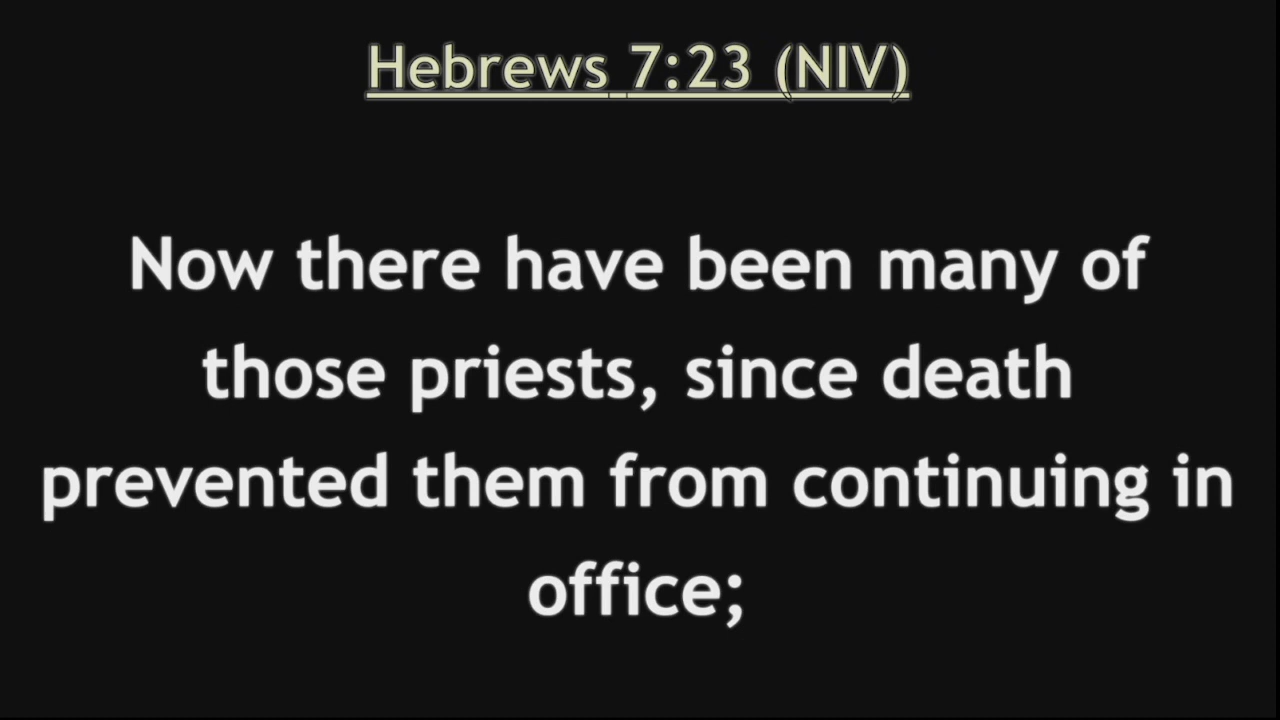 Hebrews 7:23 (NIV)
Now there have been many of
those priests, since death
prevented them from continuing in
office;